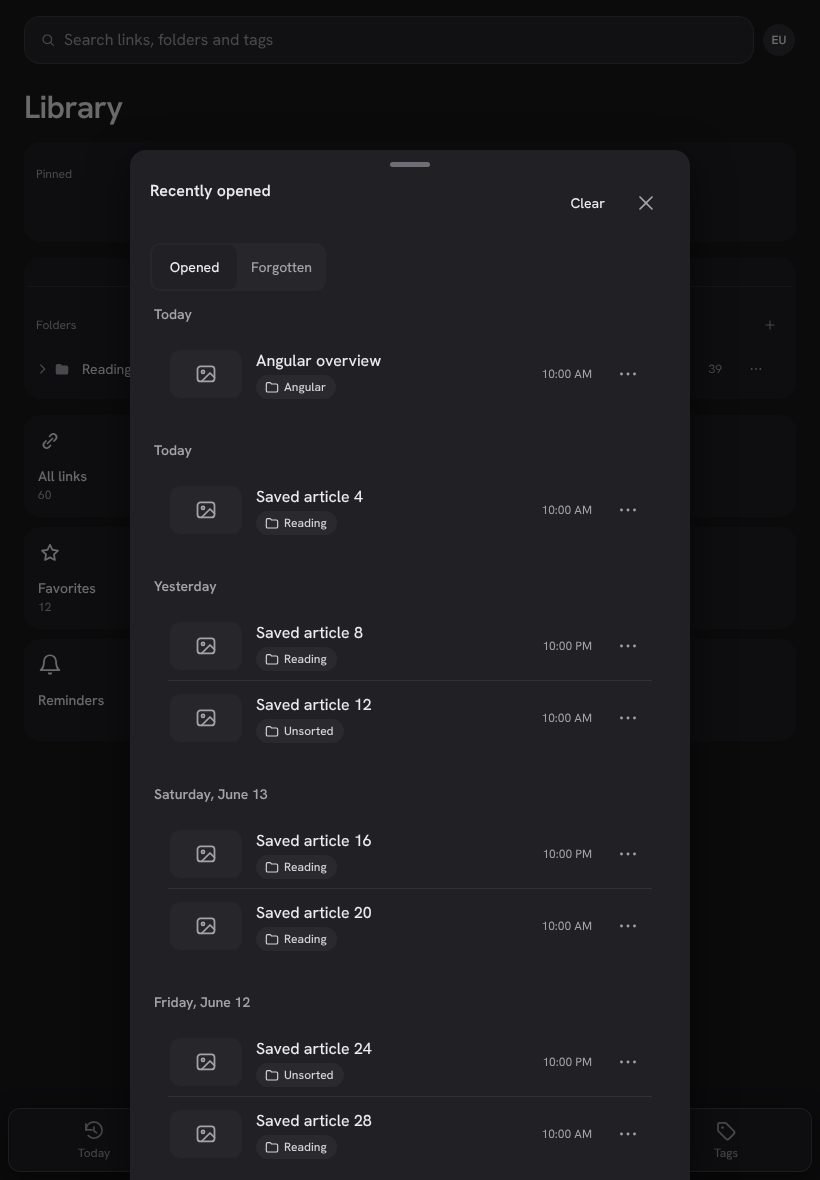 Search links, folders and tags
EU
Library
Pinned
Recently opened
Clear
Opened
Forgotten
Today
Angular overview
Angular
10:00 AM
Today
Saved article 4
Reading
10:00 AM
Yesterday
Saved article 8
Reading
10:00 PM
Saved article 12
Unsorted
10:00 AM
Saturday, June 13
Saved article 16
Reading
10:00 PM
Saved article 20
Reading
10:00 AM
Friday, June 12
Saved article 24
Unsorted
10:00 PM
Saved article 28
Reading
10:00 AM
Folders
Reading
39
All links
60
Favorites
12
Reminders
Today
Tags